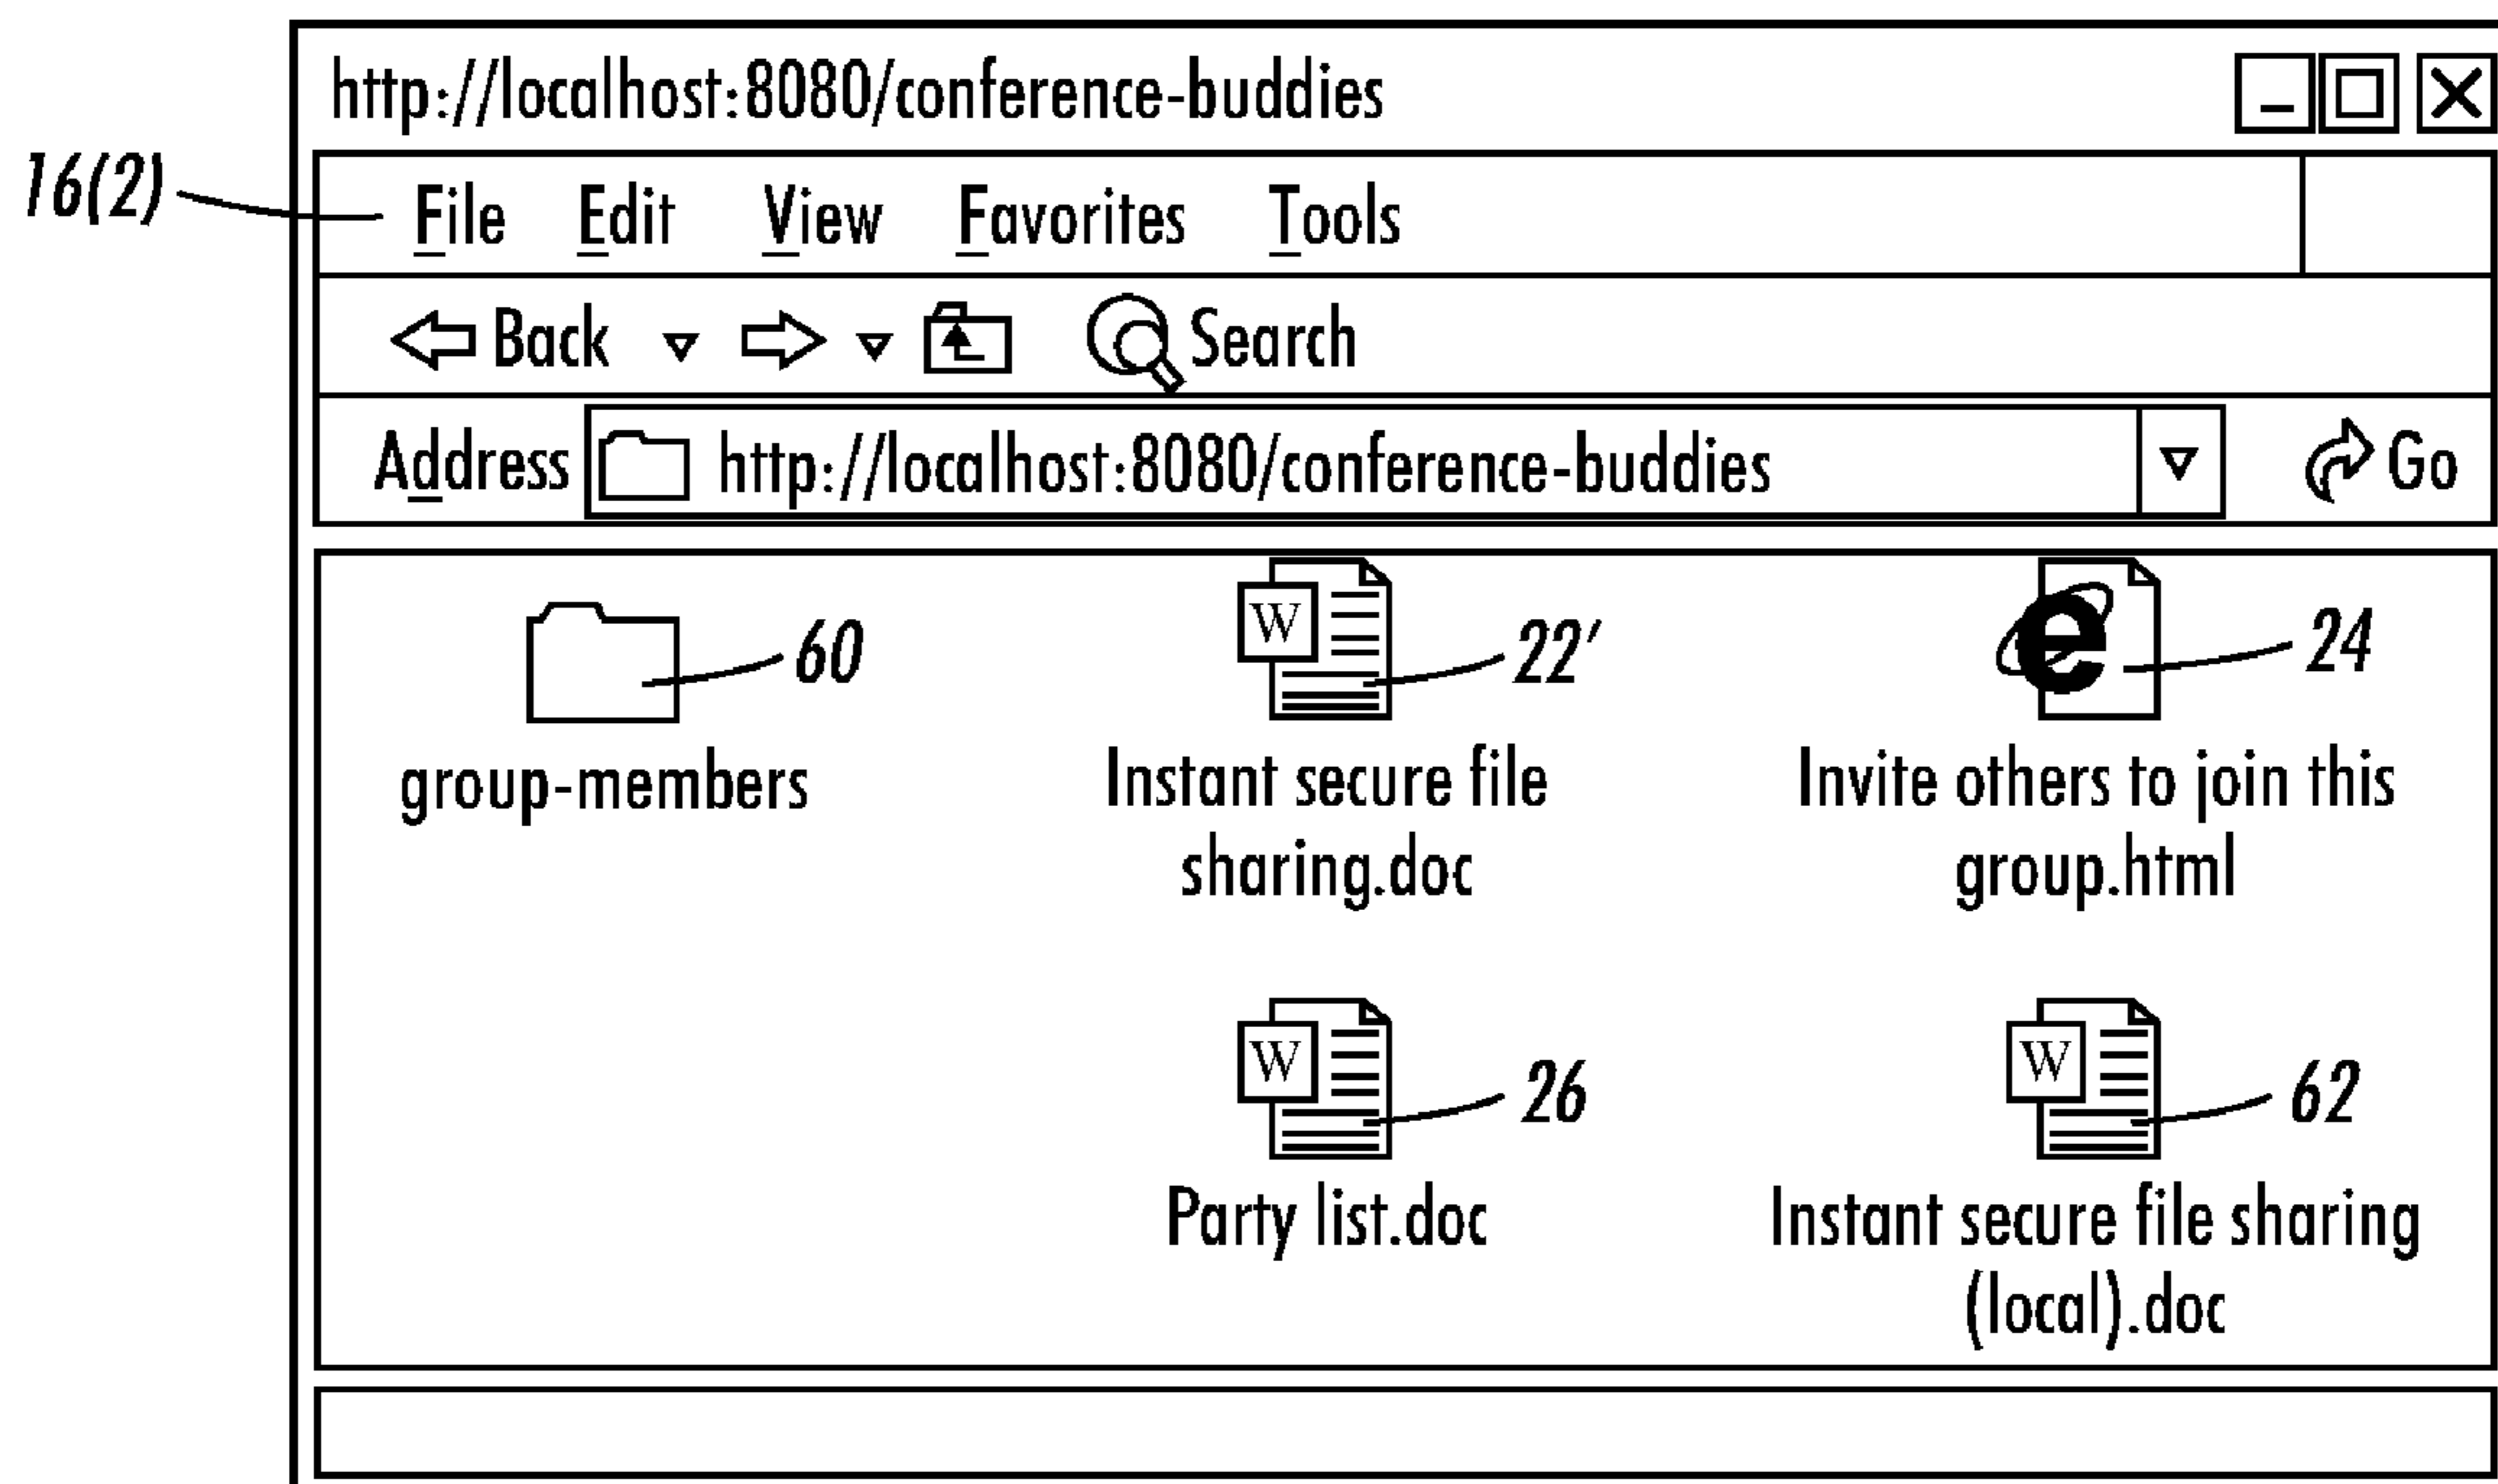 http://localhost:8080/conference-buddies
16(2)
File Edit View Favorites Tools
Back Search
Address http://localhost:8080/conference-buddies Go
W 60 22' e 24
group-members Instant secure file Invite others to join this
sharing.doc group.html
W 26 W 62
Party list.doc Instant secure file sharing
(local).doc